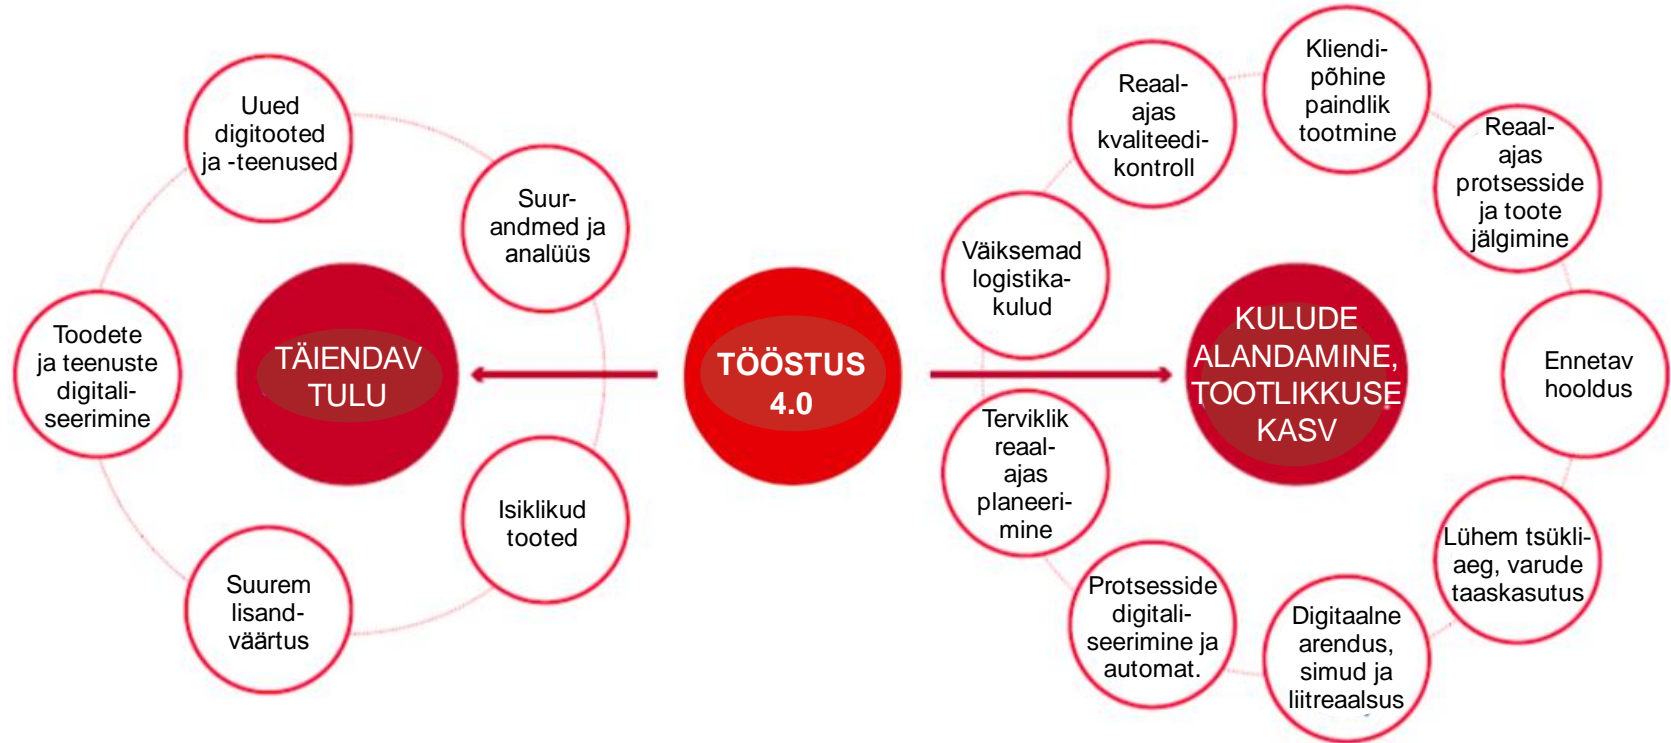 Uued
digitooted
ja -teenused
Suur-
andmed ja
analüüs
Toodete
ja teenuste
digitali-
seerimine
TÄIENDAV
TULU
Isiklikud
tooted
Suurem
lisand-
väärtus
TÖÖSTUS
4.0
Kliendi-
põhine
paindlik
tootmine
Reaal-
ajas
kvaliteedi-
kontroll
Reaal-
ajas
protsesside
ja toote
jälgimine
Väiksemad
logistika-
kulud
KULUDE
ALANDAMINE,
TOOTLIKKUSE
KASV
Ennetav
hooldus
Terviklik
reaal-
ajas
planeeri-
mine
Lühem tsükli-
aeg, varude
taaskasutus
Protsesside
digitali-
seerimine ja
automat.
Digitaalne
arendus,
simud ja
liitreaalsus